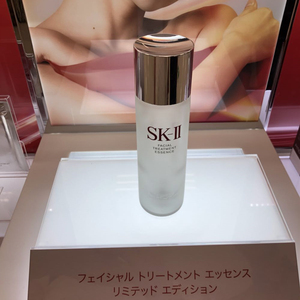 SK-II
FACIAL
TREATMENT
ESSENCE
フェイシャル トリートメント エッセンス
リミテッド エディション